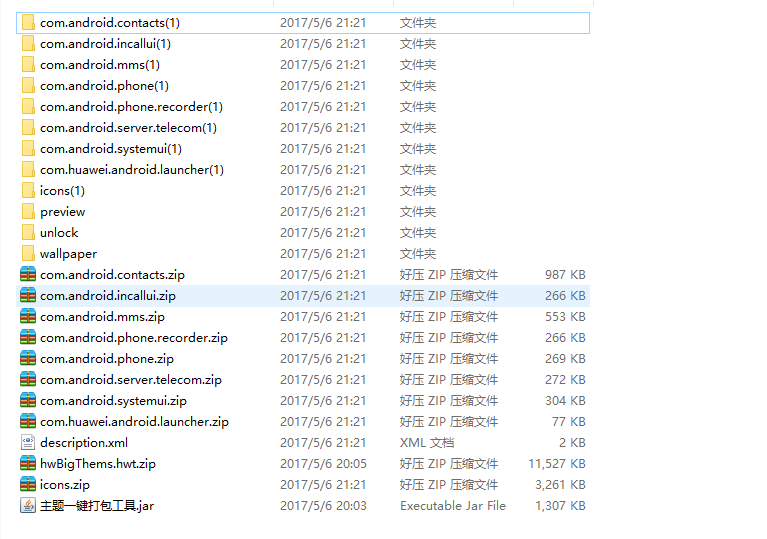 com.android.contacts(1) 2017/5/6 21:21 文件夹
com.android.incallui(1) 2017/5/6 21:21 文件夹
com.android.mms(1) 2017/5/6 21:21 文件夹
com.android.phone(1) 2017/5/6 21:21 文件夹
com.android.phone.recorder(1) 2017/5/6 21:21 文件夹
com.android.server.telecom(1) 2017/5/6 21:21 文件夹
com.android.systemui(1) 2017/5/6 21:21 文件夹
com.huawei.android.launcher(1) 2017/5/6 21:21 文件夹
icons(1) 2017/5/6 21:21 文件夹
preview 2017/5/6 21:21 文件夹
unlock 2017/5/6 21:21 文件夹
wallpaper 2017/5/6 21:21 文件夹
com.android.contacts.zip 2017/5/6 21:21 好压 ZIP 压缩文件 987 KB
com.android.incallui.zip 2017/5/6 21:21 好压 ZIP 压缩文件 266 KB
com.android.mms.zip 2017/5/6 21:21 好压 ZIP 压缩文件 553 KB
com.android.phone.recorder.zip 2017/5/6 21:21 好压 ZIP 压缩文件 266 KB
com.android.phone.zip 2017/5/6 21:21 好压 ZIP 压缩文件 269 KB
com.android.server.telecom.zip 2017/5/6 21:21 好压 ZIP 压缩文件 272 KB
com.android.systemui.zip 2017/5/6 21:21 好压 ZIP 压缩文件 304 KB
com.huawei.android.launcher.zip 2017/5/6 21:21 好压 ZIP 压缩文件 77 KB
description.xml 2017/5/6 21:21 XML 文档 2 KB
hwBigThems.hwt.zip 2017/5/6 20:05 好压 ZIP 压缩文件 11,527 KB
icons.zip 2017/5/6 21:21 好压 ZIP 压缩文件 3,261 KB
主题一键打包工具.jar 2017/5/6 20:03 Executable Jar File 1,307 KB